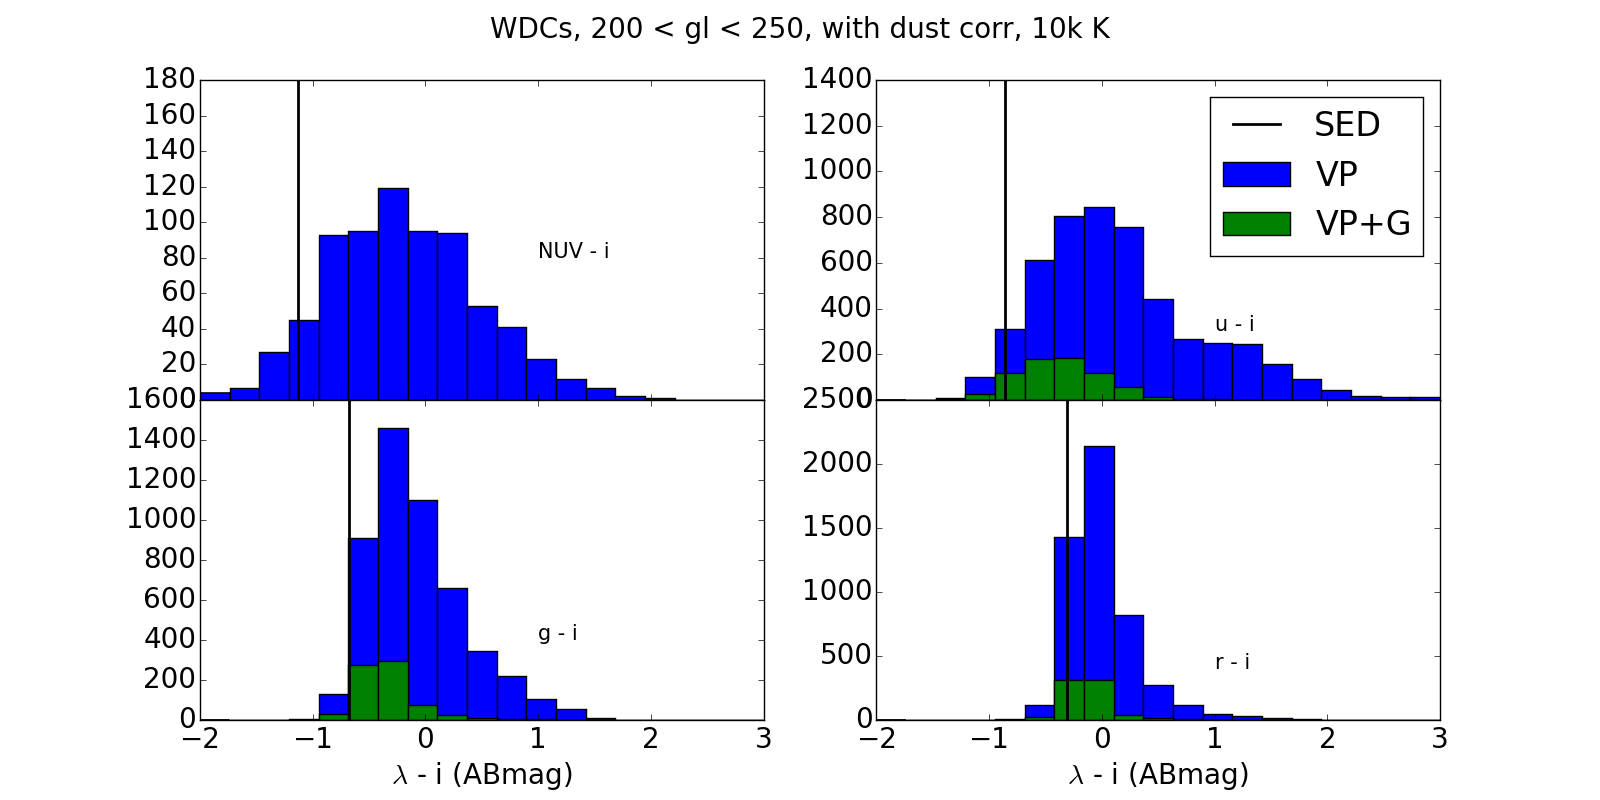 WDCs, 200 < gl < 250, with dust corr, 10k K
180
160
140
120
100
80
60
40
20
0
NUV - i
1400
1200
1000
800
600
400
200
0
SED
VP
VP+G
u - i
1600
1400
1200
1000
800
600
400
200
0
g - i
−2 −1 0 1 2 3
λ - i (ABmag)
2500
2000
1500
1000
500
0
r - i
−2 −1 0 1 2 3
λ - i (ABmag)